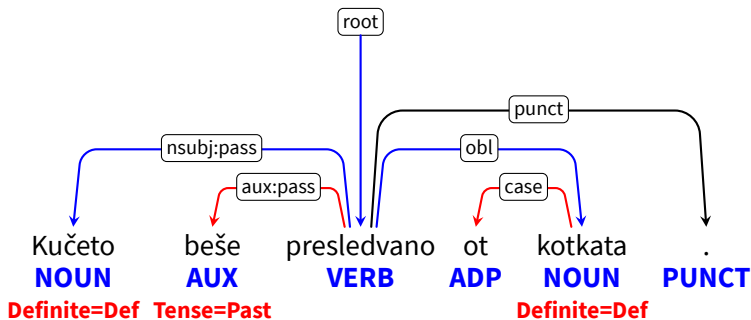 root
punct
nsubj:pass obl
aux:pass case
Kučeto beše presledvano ot kotkata .
NOUN AUX VERB ADP NOUN PUNCT
Definite=Def Tense=Past Definite=Def